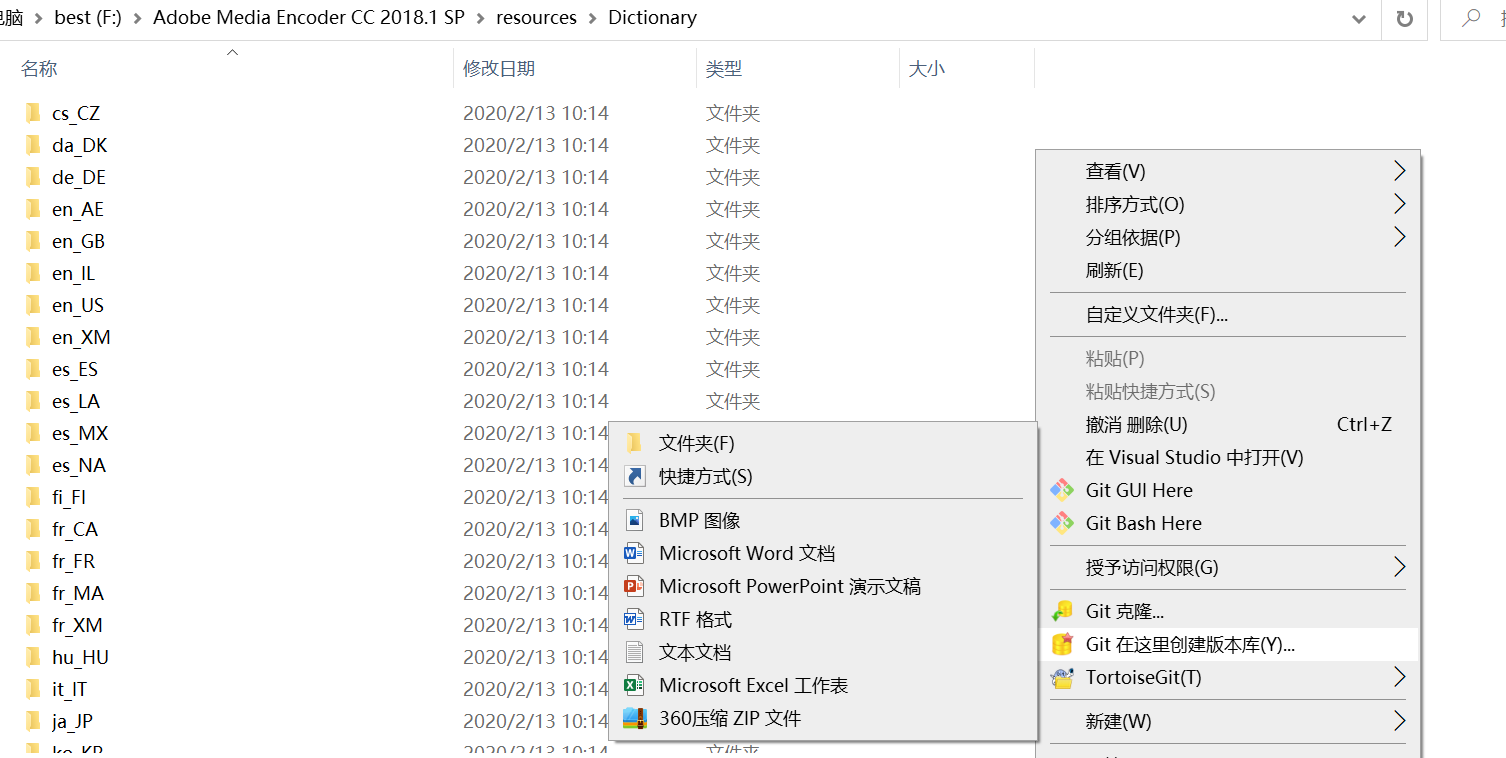 电脑 > best (F:) > Adobe Media Encoder CC 2018.1 SP > resources > Dictionary
名称 修改日期 类型 大小
cs_CZ 2020/2/13 10:14 文件夹
da_DK 2020/2/13 10:14 文件夹
de_DE 2020/2/13 10:14 文件夹
en_AE 2020/2/13 10:14 文件夹
en_GB 2020/2/13 10:14 文件夹
en_IL 2020/2/13 10:14 文件夹
en_US 2020/2/13 10:14 文件夹
en_XM 2020/2/13 10:14 文件夹
es_ES 2020/2/13 10:14 文件夹
es_LA 2020/2/13 10:14 文件夹
es_MX 2020/2/13 10:14
es_NA 2020/2/13 10:14
fi_FI 2020/2/13 10:14
fr_CA 2020/2/13 10:14
fr_FR 2020/2/13 10:14
fr_MA 2020/2/13 10:14
fr_XM 2020/2/13 10:14
hu_HU 2020/2/13 10:14
it_IT 2020/2/13 10:14
ja_JP 2020/2/13 10:14
ko_KR 2020/2/13 10:14 文件夹
文件夹(F)
快捷方式(S)
BMP 图像
Microsoft Word 文档
Microsoft PowerPoint 演示文稿
RTF 格式
文本文档
Microsoft Excel 工作表
360压缩 ZIP 文件
查看(V)
排序方式(O)
分组依据(P)
刷新(E)
自定义文件夹(F)...
粘贴(P)
粘贴快捷方式(S)
撤消 删除(U) Ctrl+Z
在 Visual Studio 中打开(V)
Git GUI Here
Git Bash Here
授予访问权限(G)
Git 克隆...
Git 在这里创建版本库(Y)...
TortoiseGit(T)
新建(W)